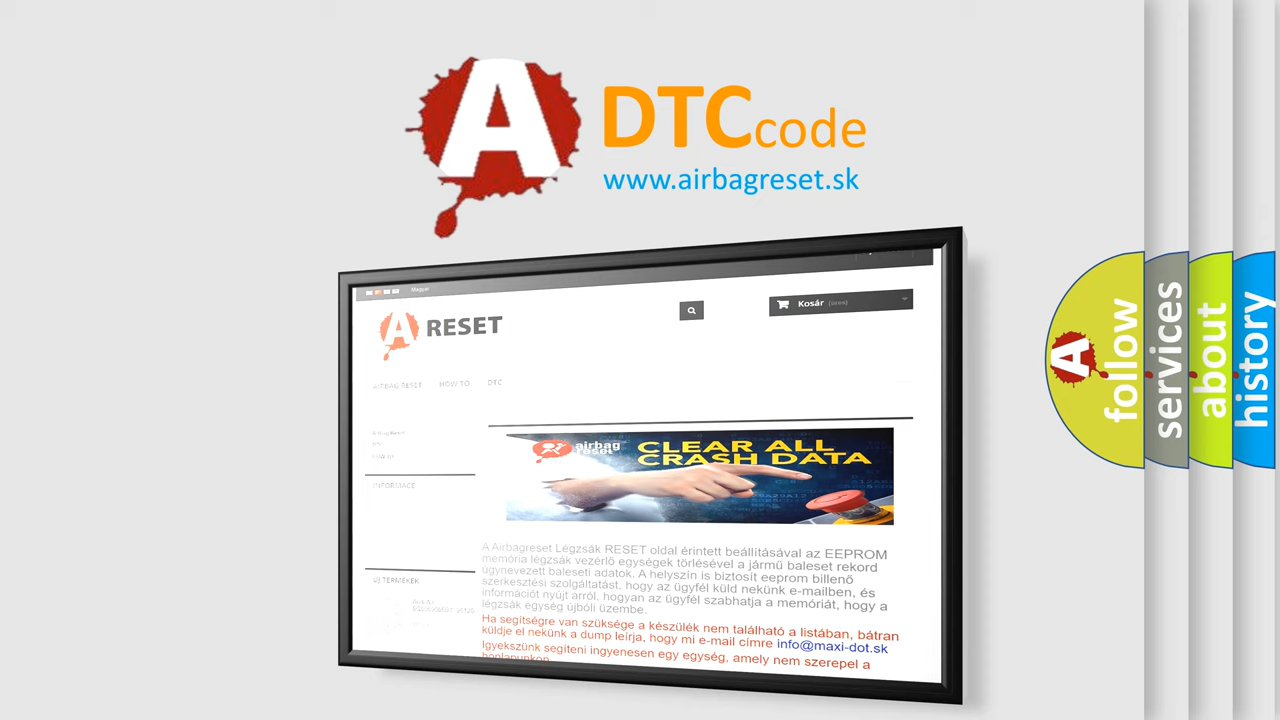 A
DTCcode
www.airbagreset.sk
Magyar
A RESET
Kosár (üres)
AIRBAG RESET HOW TO DTC
Airbag Reset
DTC
INFORMACE
airbag
reset
CLEAR ALL
CRASH DATA
A Airbagreset Légzsák RESET oldal érintett beállításával az EEPROM
memória légzsák vezérlő egységek törlésével a jármű baleset rekord
úgynevezett baleseti adatok. A helyszín is biztosít eeprom billenő
szerkesztési szolgáltatást, hogy az ügyfél küld nekünk e-mailben, és
információt nyújt arról, hogyan az ügyfél szabhatja a memóriát, hogy a
légzsák egység újbóli üzembe.
Ha segítségre van szüksége a készülék nem található a listában, bátran
küldje el nekünk a dump leírja, hogy mi e-mail címre info@maxi-dot.sk
Igyekszünk segíteni ingyenesen egy egység, amely nem szerepel a
honlapunkon
ÚJ TERMÉKEK
A
follow
services
about
history